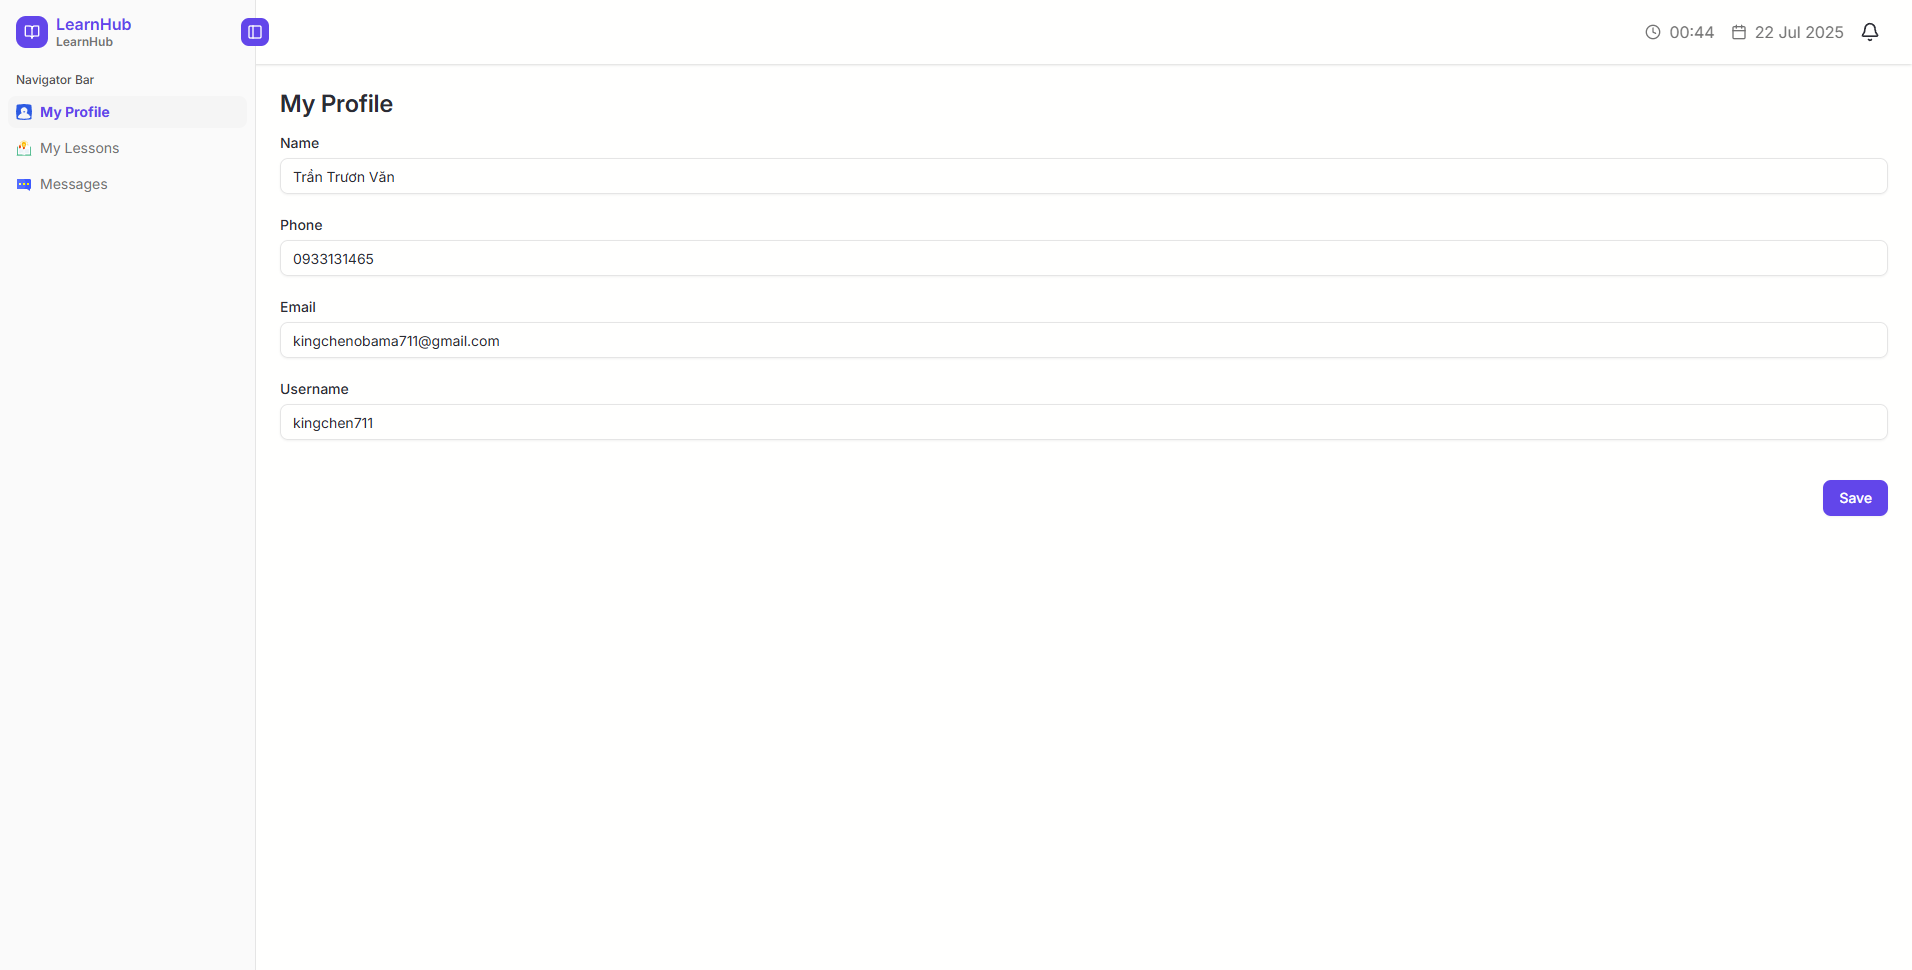 LearnHub
LearnHub
00:44 22 Jul 2025
Navigator Bar
My Profile
My Lessons
Messages
My Profile
Name
Trần Trươn Văn
Phone
0933131465
Email
kingchenobama711@gmail.com
Username
kingchen711
Save